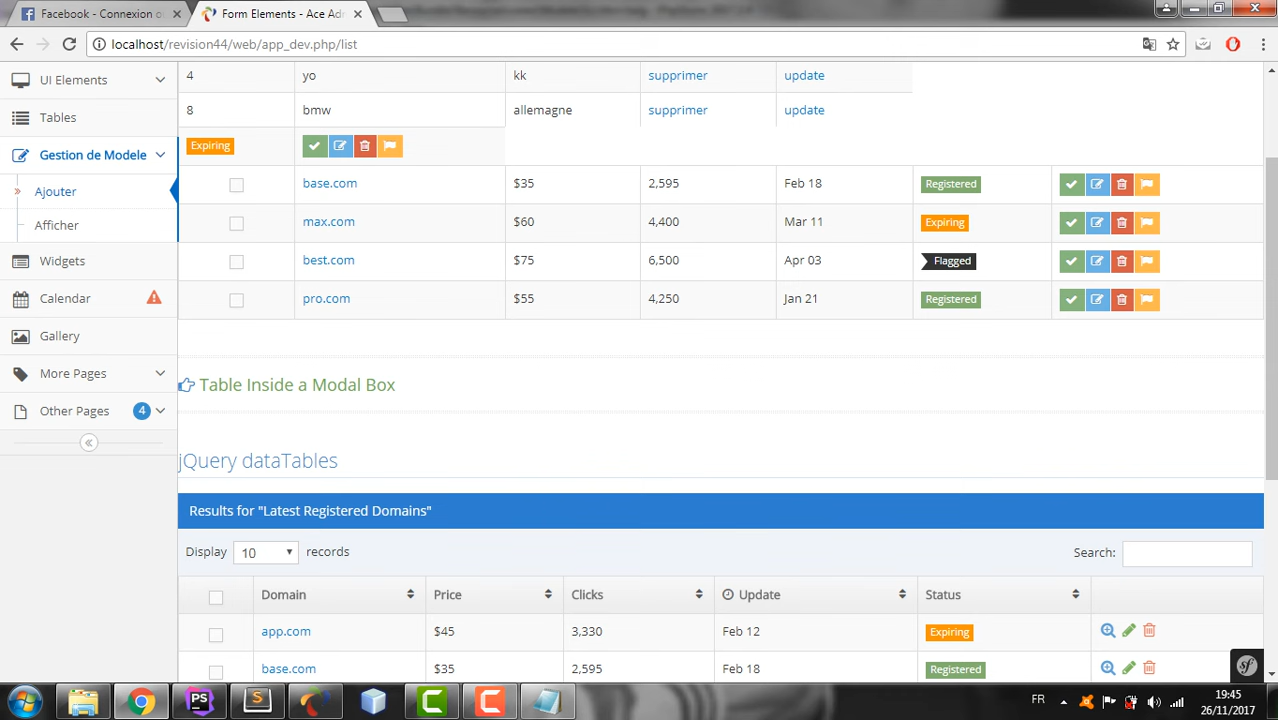 Facebook - Connexion o
Form Elements - Ace Ad
localhost/revision44/web/app_dev.php/list
UI Elements
Tables
Gestion de Modele
Ajouter
Afficher
Widgets
Calendar
Gallery
More Pages
Other Pages 4
4 yo kk supprimer update
8 bmw allemagne supprimer update
Expiring
base.com $35 2,595 Feb 18 Registered
max.com $60 4,400 Mar 11 Expiring
best.com $75 6,500 Apr 03 Flagged
pro.com $55 4,250 Jan 21 Registered
Table Inside a Modal Box
jQuery dataTables
Results for "Latest Registered Domains"
Display 10 records Search:
Domain Price Clicks Update Status
app.com $45 3,330 Feb 12 Expiring
base.com $35 2,595 Feb 18 Registered
sf
PS S C C
FR 19:45
26/11/2017